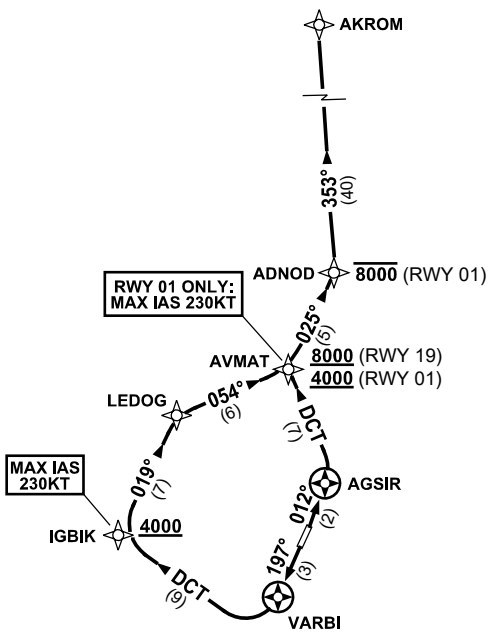 AKROM
353°
(40)
ADNOD
8000 (RWY 01)
RWY 01 ONLY:
MAX IAS 230KT
025°
(5)
AVMAT
8000 (RWY 19)
4000 (RWY 01)
LEDOG
054°
(6)
DCT
(7)
MAX IAS
230KT
019°
(7)
AGSIR
012°
(2)
IGBIK
4000
197°
(3)
DCT
(9)
VARBI